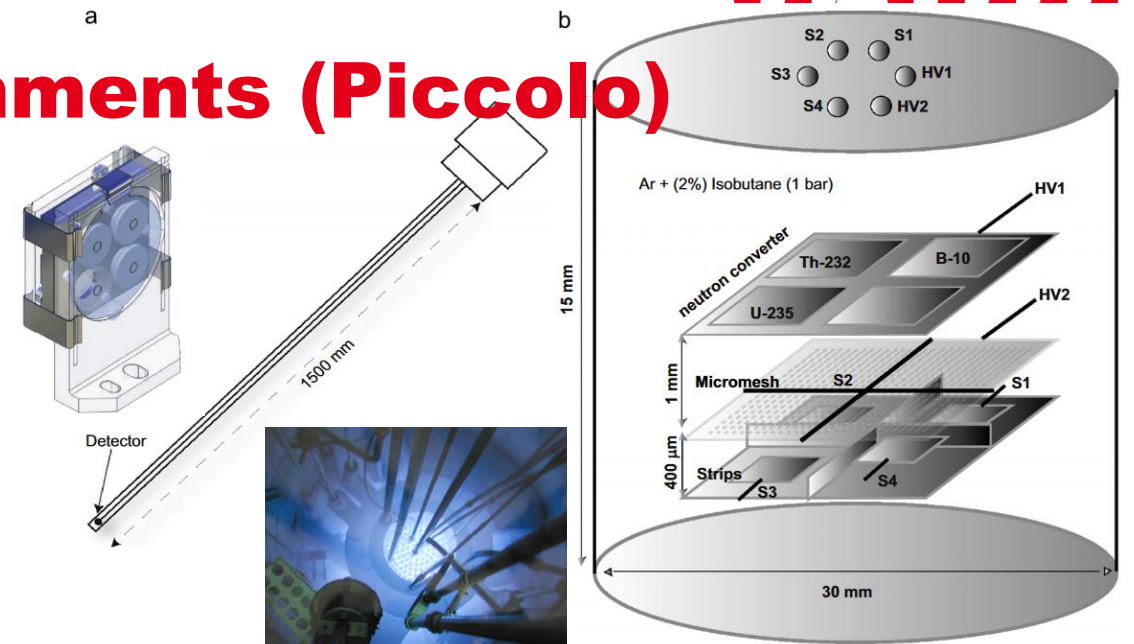 a
b
nments (Piccolo)
S2
S1
S3
HV1
S4
HV2
Ar + (2%) Isobutane (1 bar)
HV1
neutron converter
Th-232
B-10
U-235
HV2
15 mm
1 mm
Micromesh
S2
S1
400 µm
Strips
S3
S4
30 mm
1500 mm
Detector